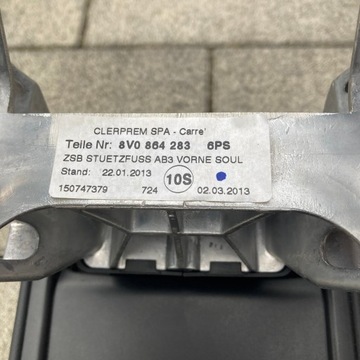 CLERPREM SPA - Carre'
Teile Nr: 8V0 864 283 6PS
ZSB STUETZFUSS AB3 VORNE SOUL
Stand: 22.01.2013 10S
150747379 724 02.03.2013